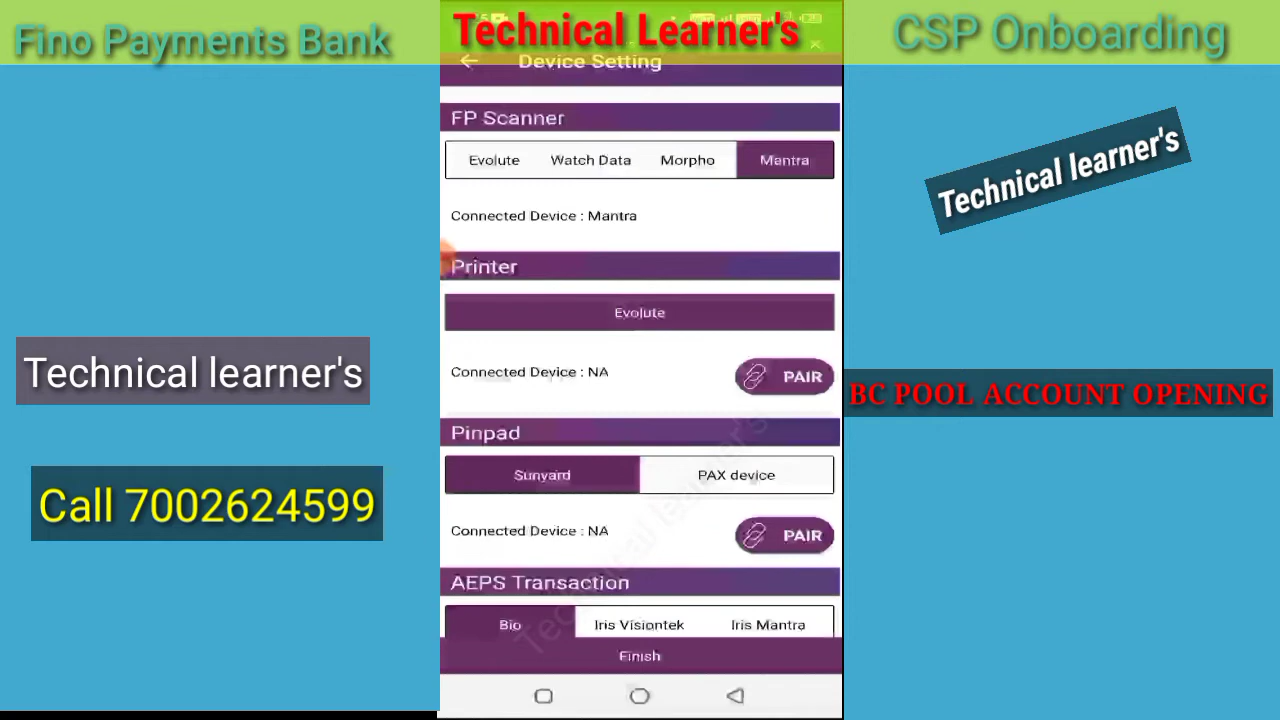 Fino Payments Bank
Technical Learner's
CSP Onboarding
Device Setting
FP Scanner
Evolute Watch Data Morpho Mantra
Connected Device : Mantra
Printer
Evolute
Connected Device : NA PAIR
Pinpad
Sunyard PAX device
Connected Device : NA PAIR
AEPS Transaction
Bio Iris Visiontek Iris Mantra
Finish
Technical learner's
Technical learner's
Call 7002624599
Technical learner's
BC POOL ACCOUNT OPENING